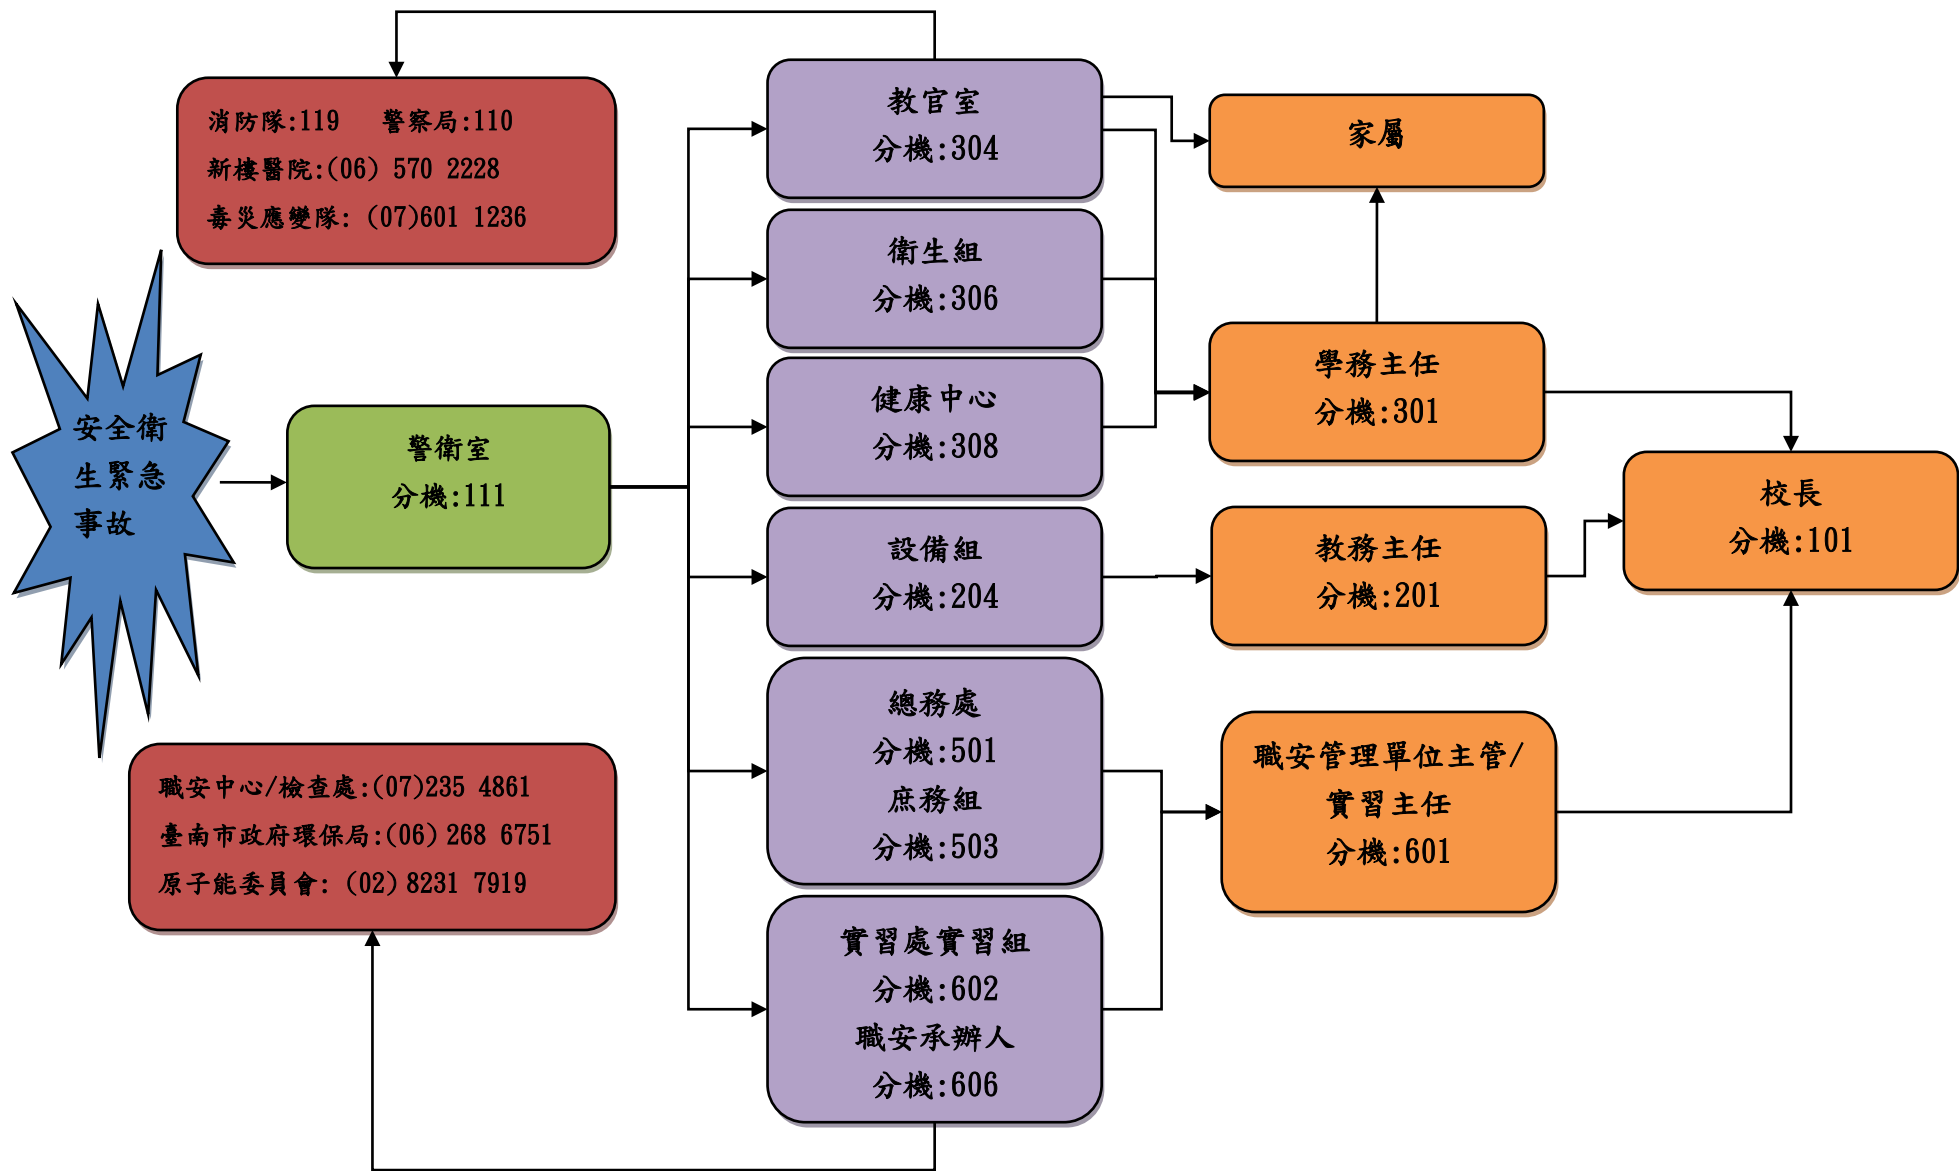 消防隊:119 警察局:110
新樓醫院:(06) 570 2228
毒災應變隊: (07)601 1236
安全衛
生緊急
事故
職安中心/檢查處:(07)235 4861
臺南市政府環保局:(06) 268 6751
原子能委員會: (02) 8231 7919
警衛室
分機:111
教官室
分機:304
衛生組
分機:306
健康中心
分機:308
設備組
分機:204
總務處
分機:501
庶務組
分機:503
實習處實習組
分機:602
職安承辦人
分機:606
家屬
學務主任
分機:301
教務主任
分機:201
職安管理單位主管/
實習主任
分機:601
校長
分機:101